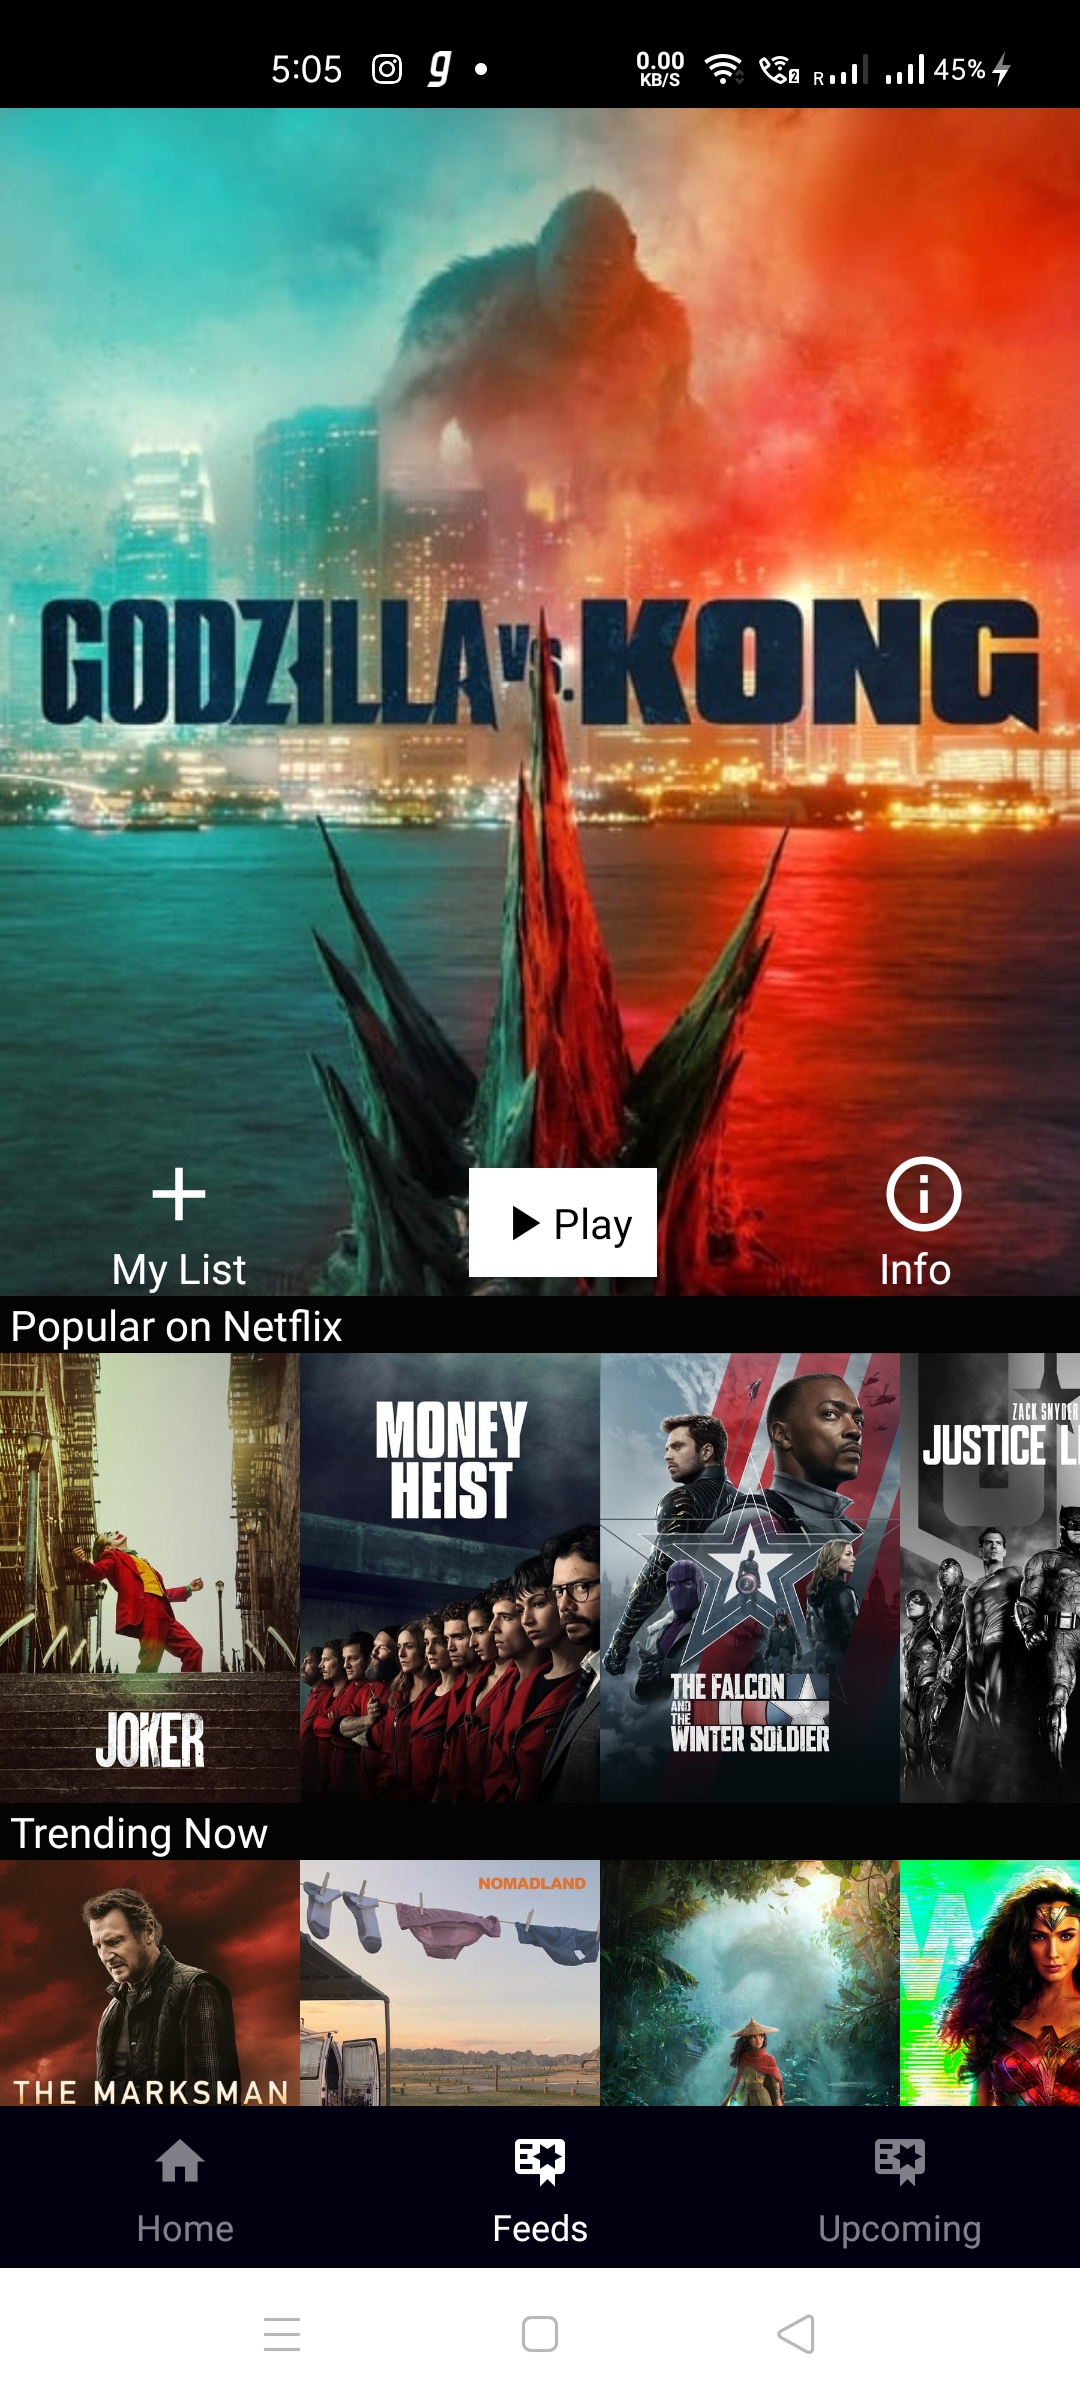 5:05
0.00
KB/S
2
R
45%
GODZILLA VS. KONG
My List
Play
Info
Popular on Netflix
MONEY
HEIST
ZACK SNYDER
JUSTICE L
THE FALCON
AND
THE
WINTER SOLDIER
JOKER
Trending Now
NOMADLAND
THE MARKSMAN
Home
Feeds
Upcoming